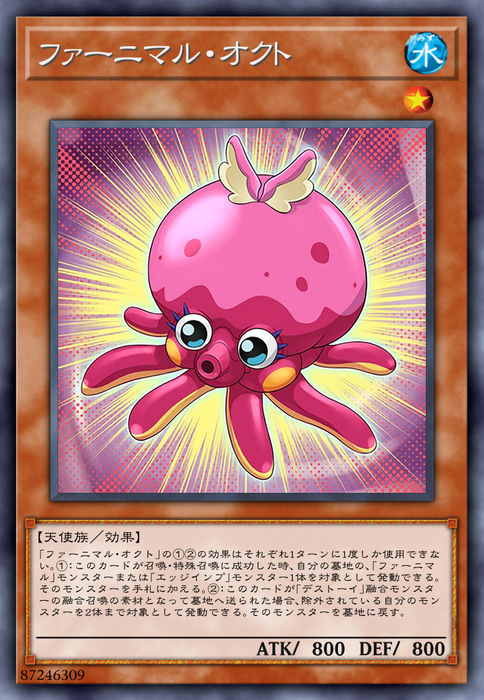 ファーニマル・オクト
みず
水
【天使族／効果】
「ファーニマル・オクト」の①②の効果はそれぞれ1ターンに1度しか使用できな
い。①:このカードが召喚・特殊召喚に成功した時、自分の墓地の、「ファーニマ
ル」モンスターまたは「エッジインプ」モンスター1体を対象として発動できる。
そのモンスターを手札に加える。②:このカードが「デストーイ」融合モンスター
の融合召喚の素材となって墓地へ送られた場合、除外されている自分のモン
スターを2体まで対象として発動できる。そのモンスターを墓地に戻す。
ATK/ 800 DEF/ 800
87246309